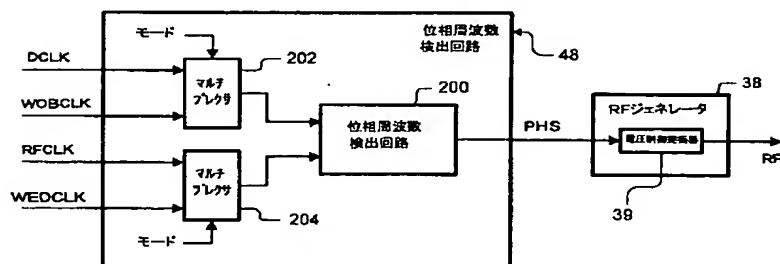 モード
位相周波数
検出回路
48
DCLK
マルチ
プレクサ
202
WOBCLK
200
位相周波数
検出回路
38
RFジェネレータ
PHS
電圧制御発振器
RF
RFCLK
マルチ
プレクサ
WEDCLK
39
204
モード